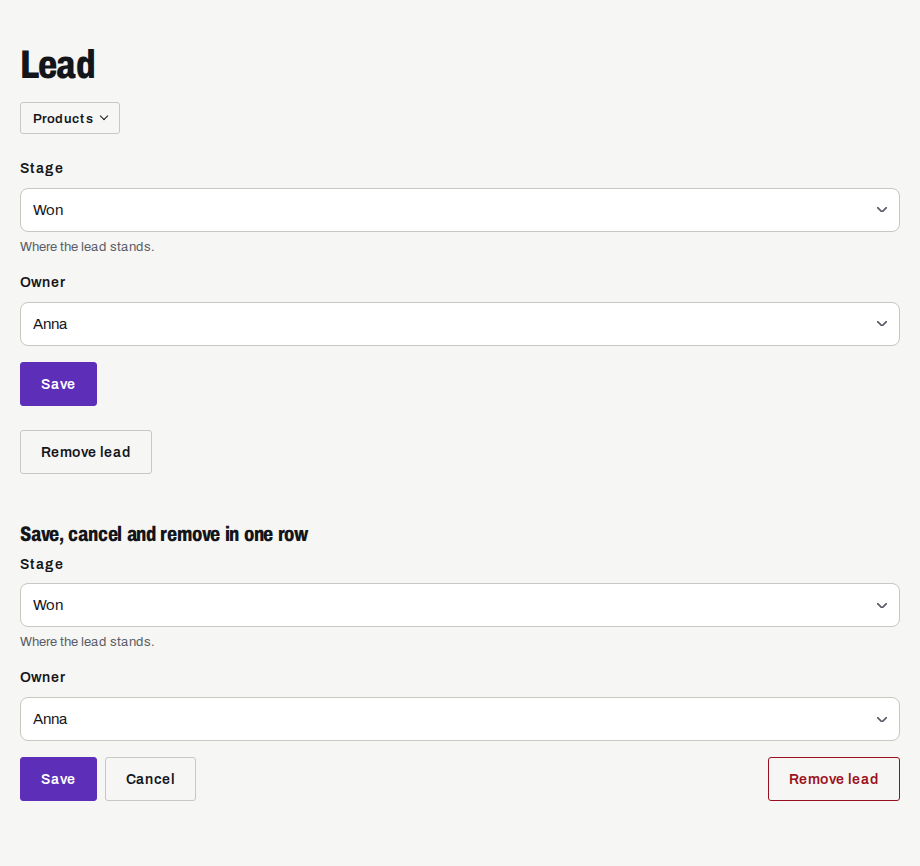 Lead
Products
Stage
Won
Where the lead stands.
Owner
Anna
Save
Remove lead
Save, cancel and remove in one row
Stage
Won
Where the lead stands.
Owner
Anna
Save Cancel Remove lead